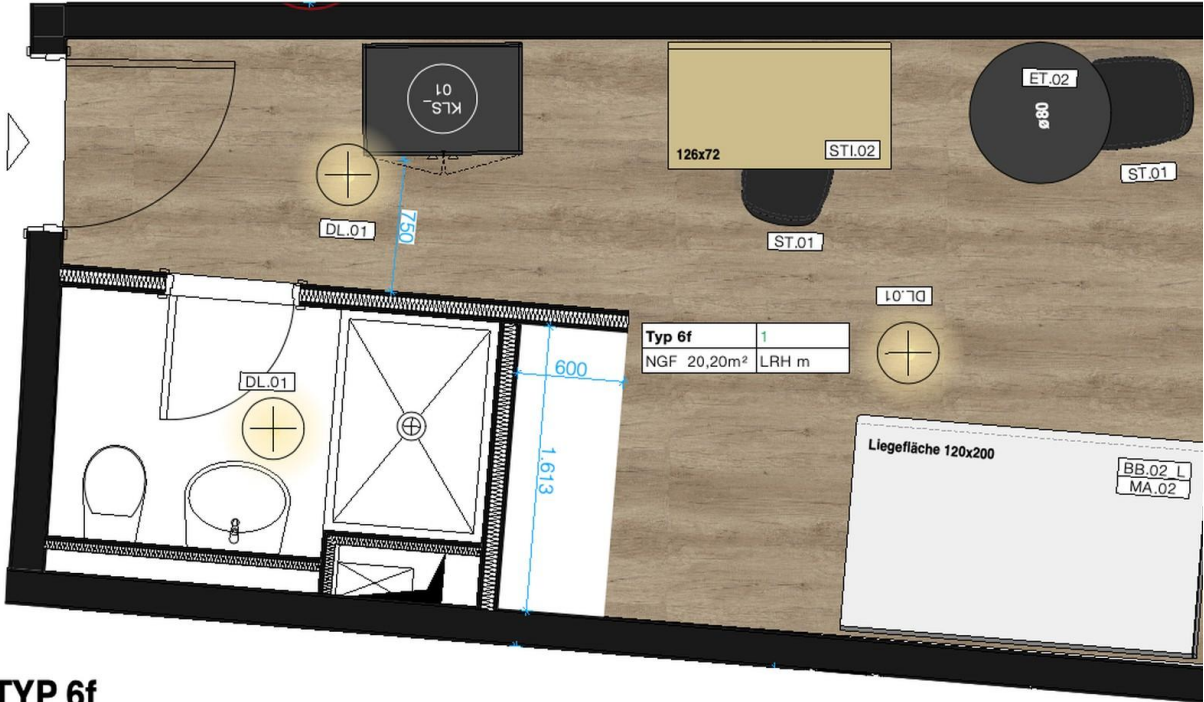 KLS_
01
ET.02
ø80
126x72
STI.02
ST.01
DL.01
750
ST.01
DL.01
Typ 6f
1
NGF 20,20m²
LRH m
600
DL.01
1.613
Liegefläche 120x200
BB.02_L
MA.02
TYP 6f